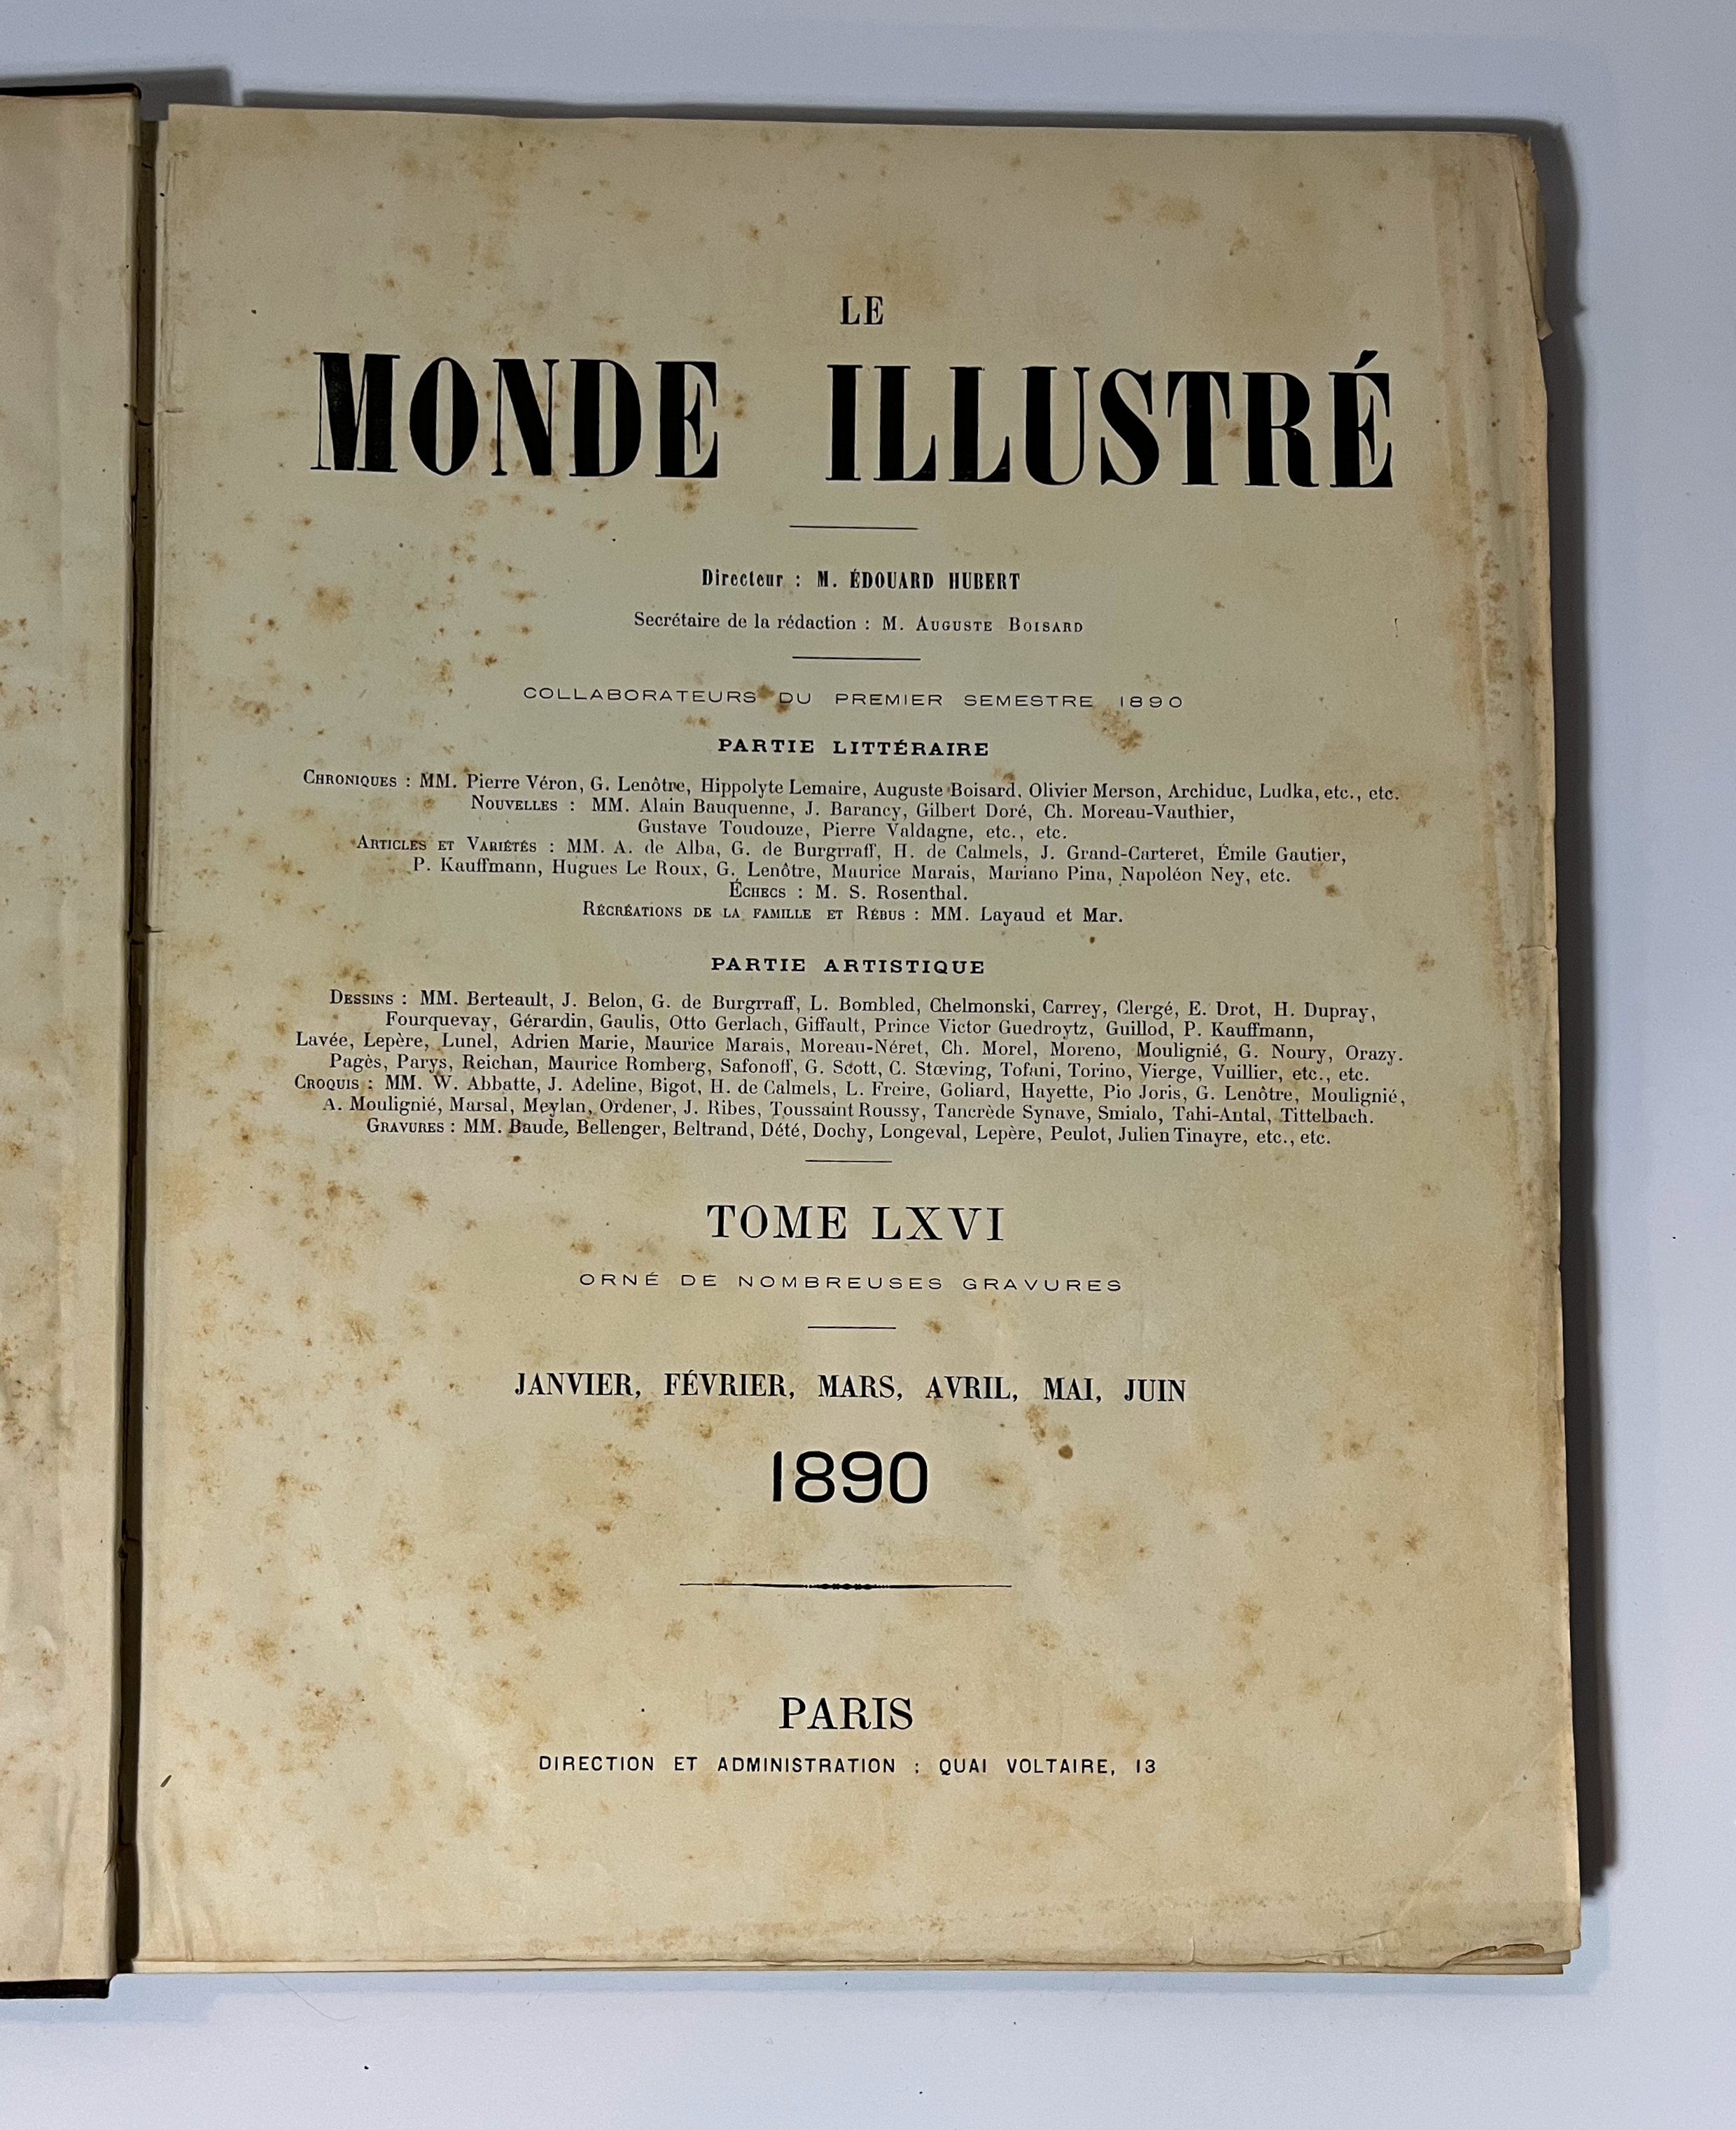 LE
MONDE ILLUSTRÉ
Directeur : M. ÉDOUARD HUBERT
Secrétaire de la rédaction : M. Auguste Boisard
COLLABORATEURS DU PREMIER SEMESTRE 1890
PARTIE LITTÉRAIRE
Chroniques : MM. Pierre Véron, G. Lenôtre, Hippolyte Lemaire, Auguste Boisard, Olivier Merson, Archiduc, Ludka, etc., etc.
Nouvelles : MM. Alain Bauquenne, J. Barancy, Gilbert Doré, Ch. Moreau-Vauthier,
Gustave Toudouze, Pierre Valdagne, etc., etc.
Articles et Variétés : MM. A. de Alba, G. de Burgrraff, H. de Calmels, J. Grand-Carteret, Émile Gautier,
P. Kauffmann, Hugues Le Roux, G. Lenôtre, Maurice Marais, Mariano Pina, Napoléon Ney, etc.
Échecs : M. S. Rosenthal.
Récréations de la famille et Rébus : MM. Layaud et Mar.
PARTIE ARTISTIQUE
Dessins : MM. Berteault, J. Belon, G. de Burgrraff, L. Bombled, Chelmonski, Carrey, Clergé, E. Drot, H. Dupray,
Fourquevay, Gérardin, Gaulis, Otto Gerlach, Giffault, Prince Victor Guedroytz, Guillod, P. Kauffmann,
Lavée, Lepère, Lunel, Adrien Marie, Maurice Marais, Moreau-Néret, Ch. Morel, Moreno, Moulignié, G. Noury, Orazy.
Pagès, Parys, Reichan, Maurice Romberg, Safonoff, G. Scott, C. Stœving, Tofani, Torino, Vierge, Vuillier, etc., etc.
Croquis : MM. W. Abbatte, J. Adeline, Bigot, H. de Calmels, L. Freire, Goliard, Hayette, Pio Joris, G. Lenôtre, Moulignié,
A. Moulignié, Marsal, Meylan, Ordener, J. Ribes, Toussaint Roussy, Tancrède Synave, Smialo, Tahi-Antal, Tittelbach.
Gravures : MM. Baude, Bellenger, Beltrand, Dété, Dochy, Longeval, Lepère, Peulot, Julien Tinayre, etc., etc.
TOME LXVI
ORNÉ DE NOMBREUSES GRAVURES
JANVIER, FÉVRIER, MARS, AVRIL, MAI, JUIN
1890
PARIS
DIRECTION ET ADMINISTRATION : QUAI VOLTAIRE, 13